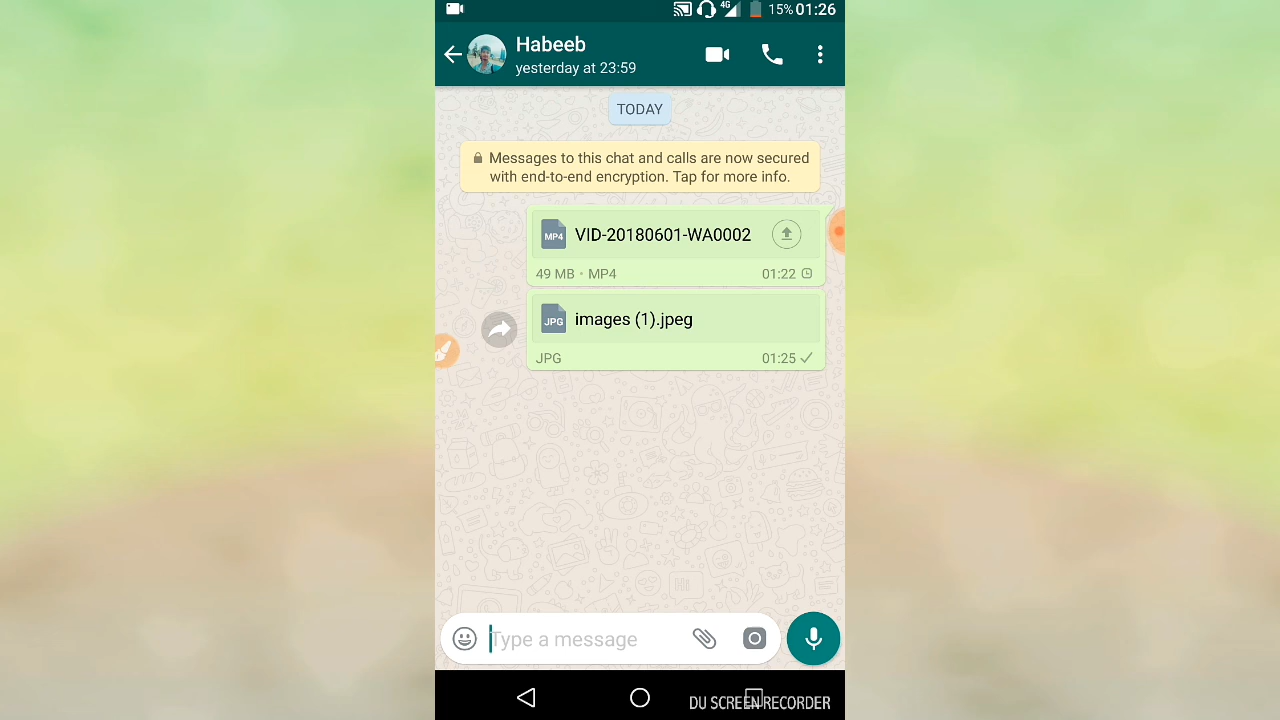 4G 15% 01:26
Habeeb
yesterday at 23:59
TODAY
Messages to this chat and calls are now secured
with end-to-end encryption. Tap for more info.
MP4 VID-20180601-WA0002
49 MB • MP4 01:22
JPG images (1).jpeg
JPG 01:25
Type a message
DU SCREEN RECORDER